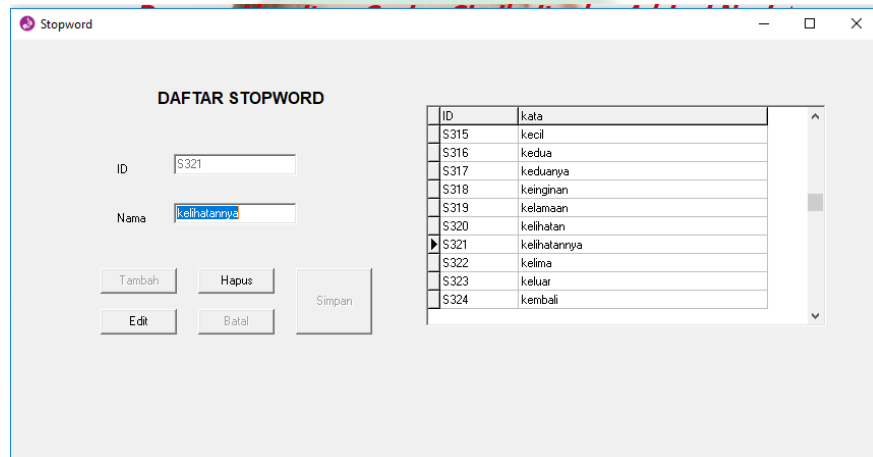 Stopword
DAFTAR STOPWORD
ID
S321
Nama
kelihatannya
Tambah
Hapus
Simpan
Edit
Batal
ID kata
S315 kecil
S316 kedua
S317 keduanya
S318 keinginan
S319 kelamaan
S320 kelihatan
S321 kelihatannya
S322 kelima
S323 keluar
S324 kembali